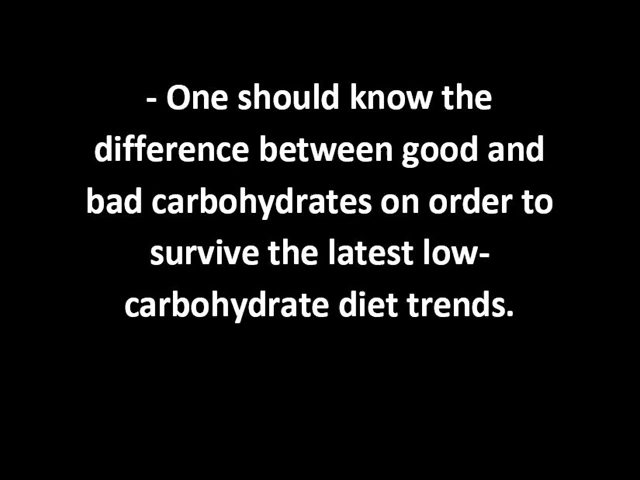 - One should know the
difference between good and
bad carbohydrates on order to
survive the latest low-
carbohydrate diet trends.